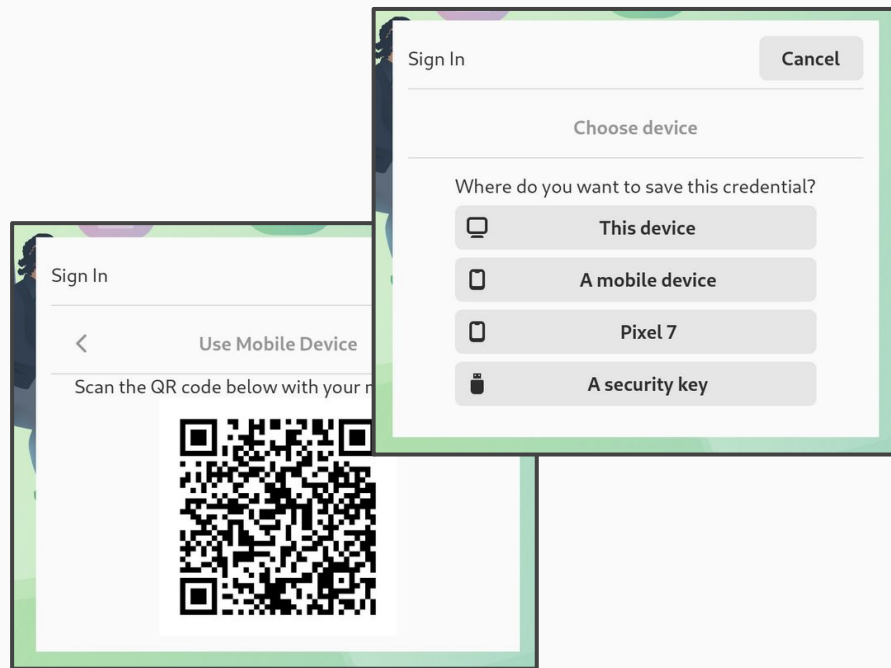 Sign In
Cancel
Choose device
Where do you want to save this credential?
This device
A mobile device
Pixel 7
A security key
Sign In
Use Mobile Device
Scan the QR code below with your